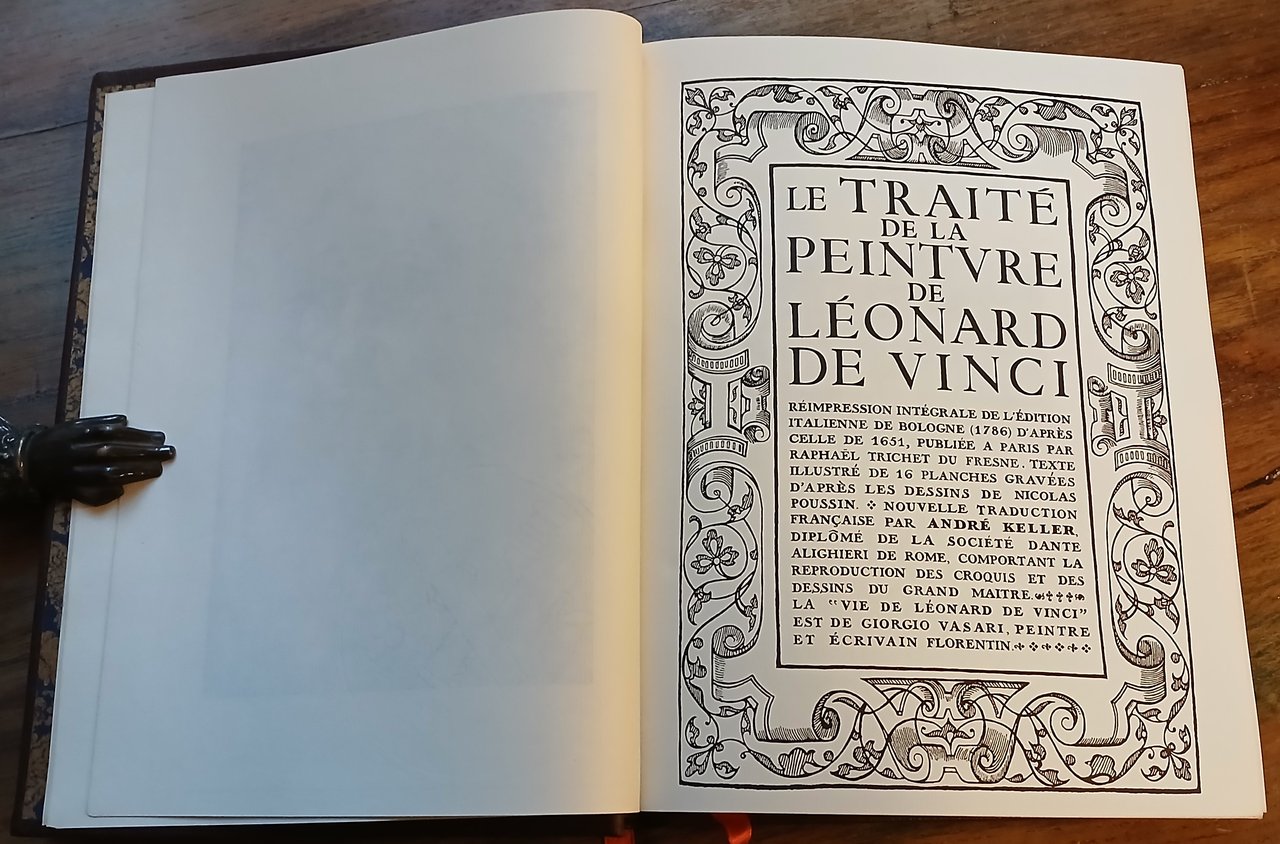 LE TRAITÉ
DE LA
PEINTVRE
DE
LÉONARD
DE VINCI
RÉIMPRESSION INTÉGRALE DE L'ÉDITION
ITALIENNE DE BOLOGNE (1786) D'APRÈS
CELLE DE 1651, PUBLIÉE A PARIS PAR
RAPHAËL TRICHET DU FRESNE. TEXTE
ILLUSTRÉ DE 16 PLANCHES GRAVÉES
D'APRÈS LES DESSINS DE NICOLAS
POUSSIN. NOUVELLE TRADUCTION
FRANÇAISE PAR ANDRÉ KELLER,
DIPLÔMÉ DE LA SOCIÉTÉ DANTE
ALIGHIERI DE ROME, COMPORTANT LA
REPRODUCTION DES CROQUIS ET DES
DESSINS DU GRAND MAITRE.
LA "VIE DE LÉONARD DE VINCI"
EST DE GIORGIO VASARI, PEINTRE
ET ÉCRIVAIN FLORENTIN.